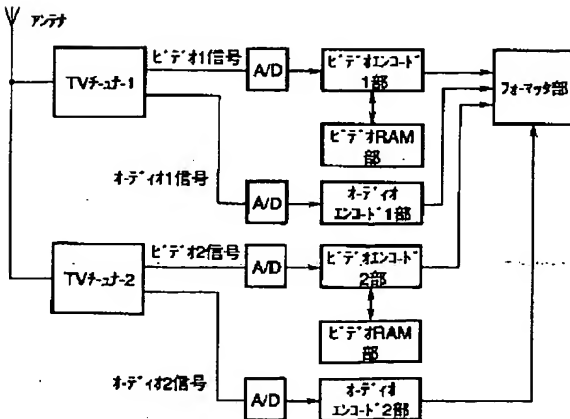 アンテナ
ビデオ1信号
A/D
ビデオエンコード
1部
TVチューナー1
フォーマッタ部
ビデオRAM
部
オーディオ1信号
A/D
オーディオ
エンコード1部
ビデオ2信号
A/D
ビデオエンコード
2部
TVチューナー2
ビデオRAM
部
オーディオ2信号
A/D
オーディオ
エンコード2部